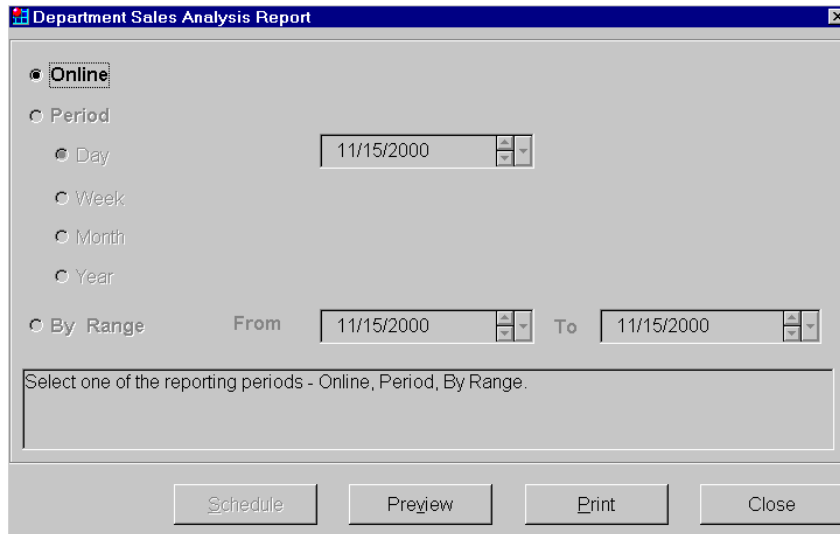 Department Sales Analysis Report
Online
Period
Day 11/15/2000
Week
Month
Year
By Range From 11/15/2000 To 11/15/2000
Select one of the reporting periods - Online, Period, By Range.
Schedule Preview Print Close